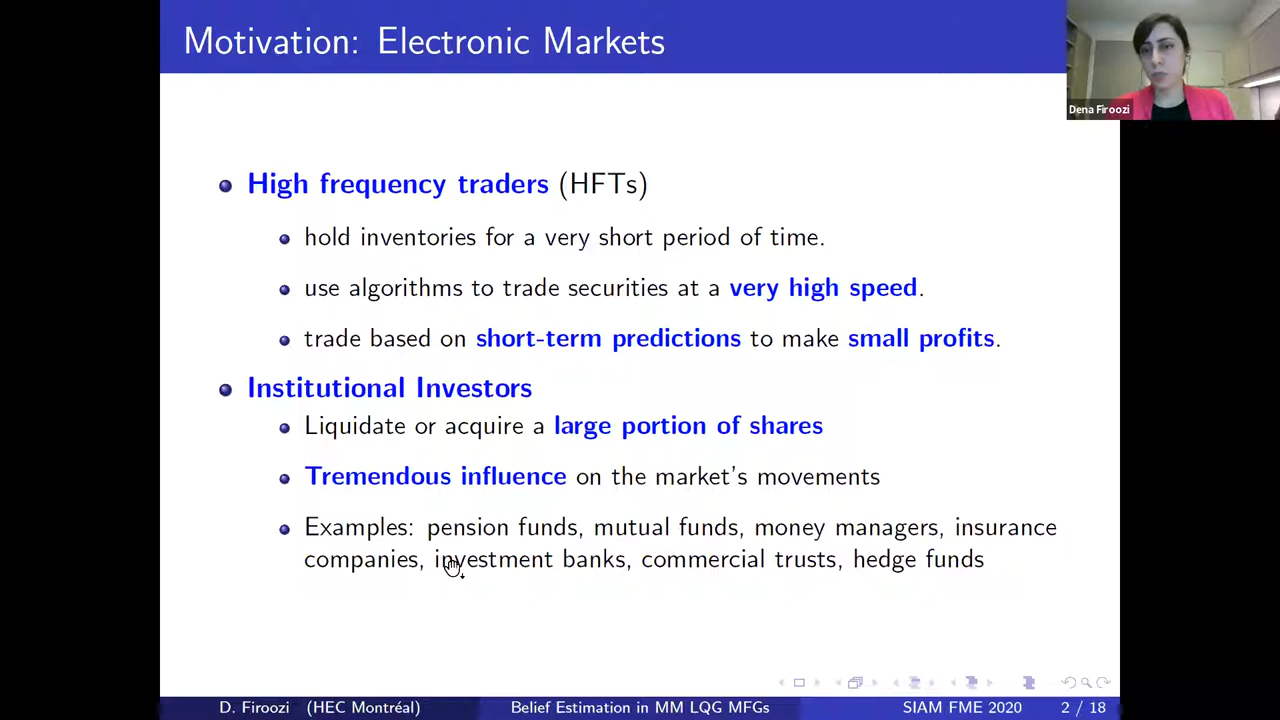 Motivation: Electronic Markets
Dena Firoozi
High frequency traders (HFTs)
hold inventories for a very short period of time.
use algorithms to trade securities at a very high speed.
trade based on short-term predictions to make small profits.
Institutional Investors
Liquidate or acquire a large portion of shares
Tremendous influence on the market's movements
Examples: pension funds, mutual funds, money managers, insurance
companies, investment banks, commercial trusts, hedge funds
D. Firoozi (HEC Montréal) Belief Estimation in MM LQG MFGs SIAM FME 2020 2 / 18